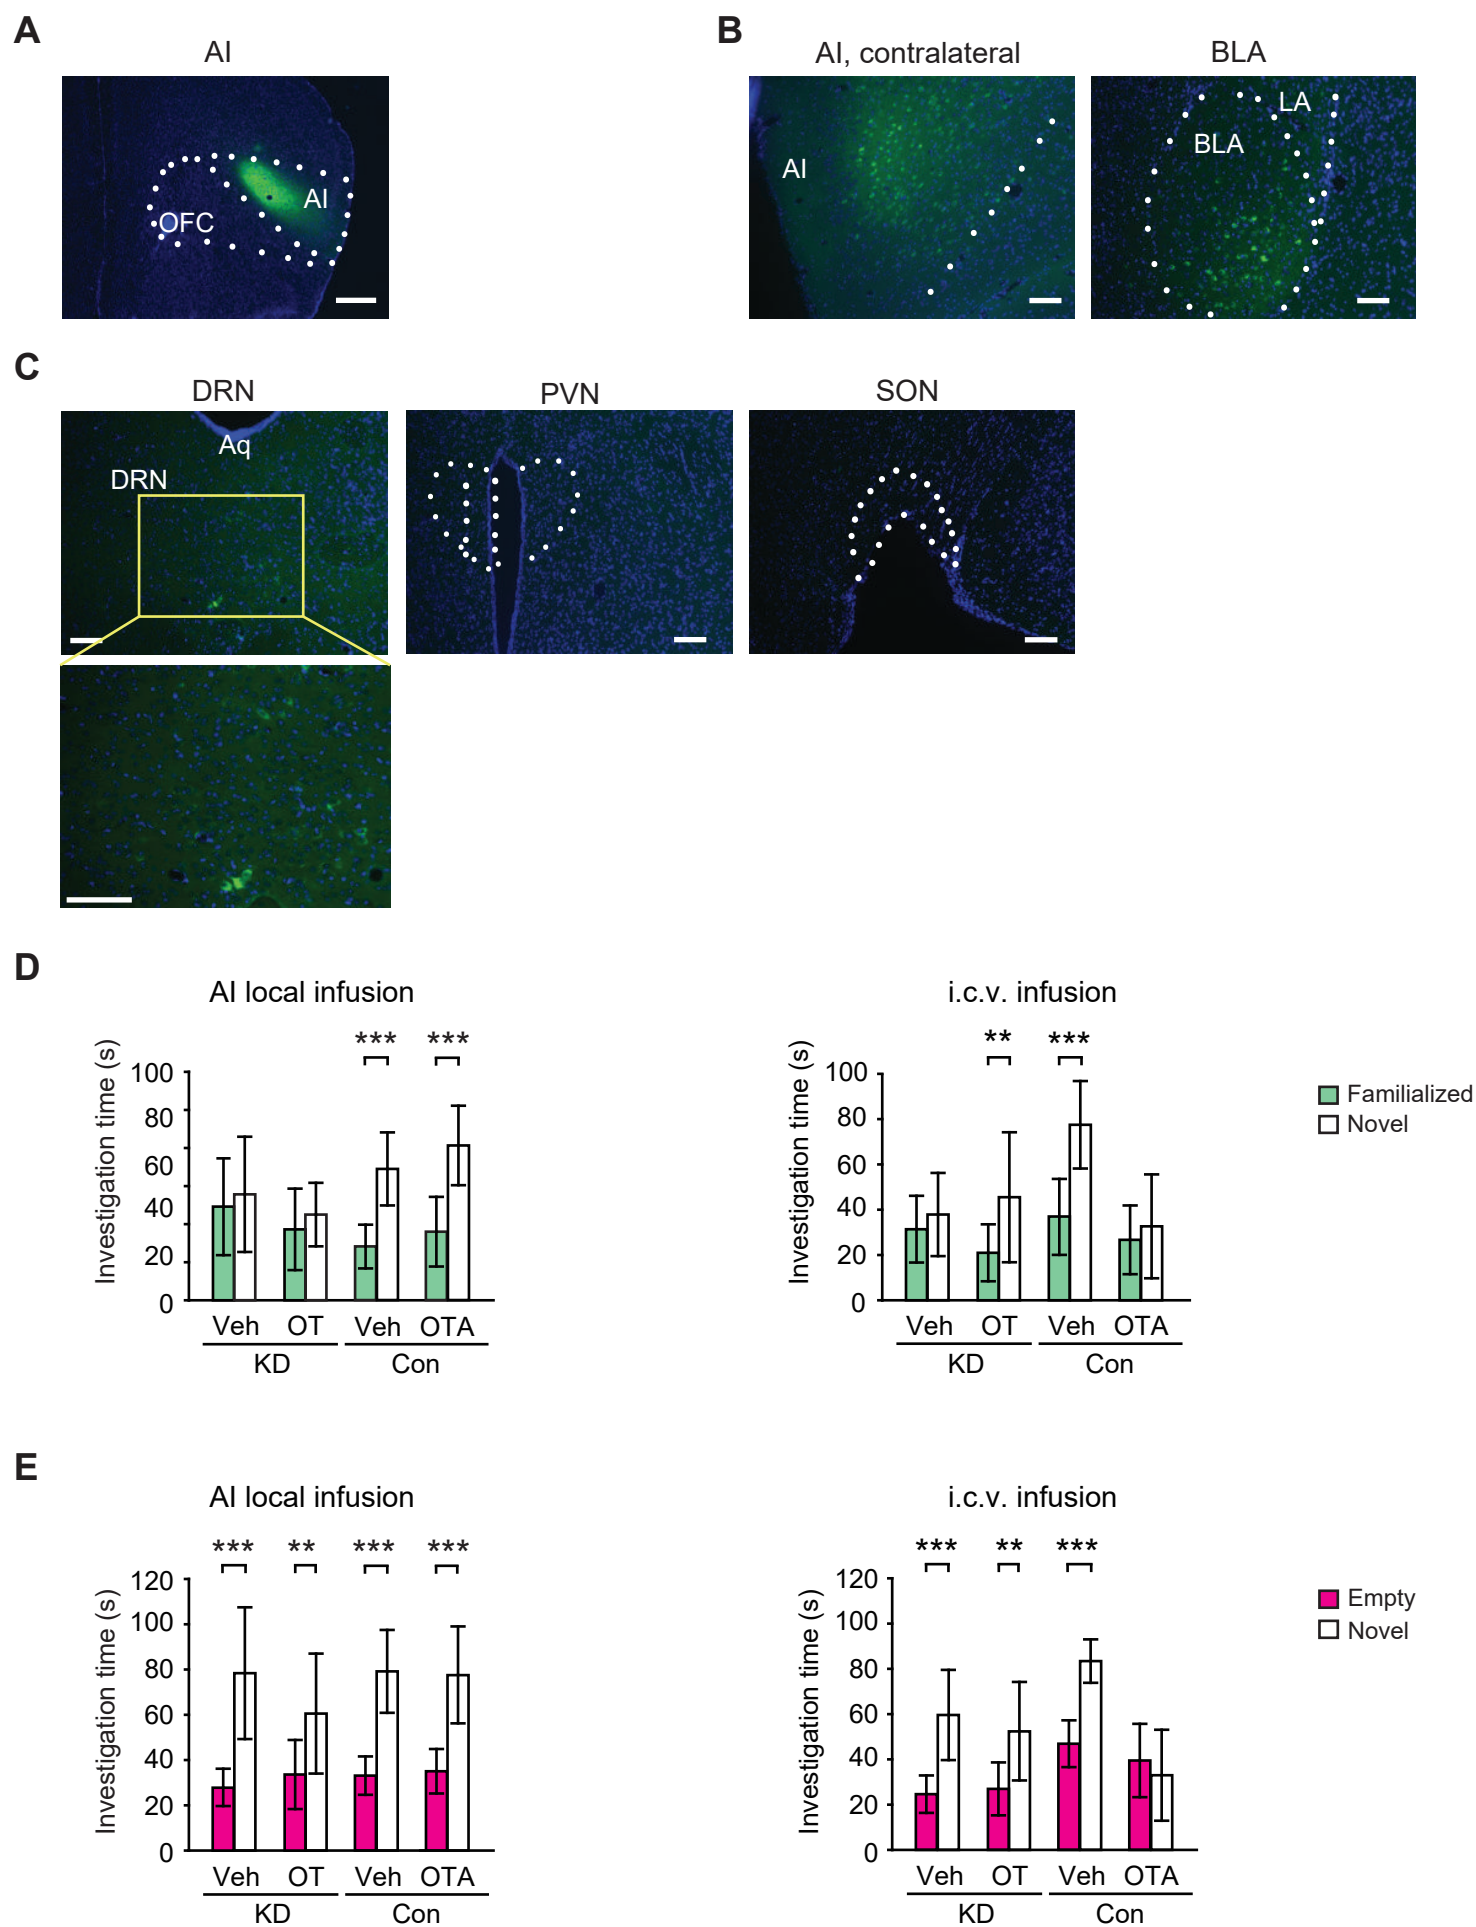 A
AI
OFC
AI
B
AI, contralateral
AI
BLA
LA
BLA
C
DRN
Aq
DRN
PVN
SON
D
AI local infusion
*** ***
Investigation time (s)
100
80
60
40
20
0
Veh OT Veh OTA
KD Con
i.c.v. infusion
** ***
Investigation time (s)
100
80
60
40
20
0
Veh OT Veh OTA
KD Con
Familialized
Novel
E
AI local infusion
*** ** *** ***
Investigation time (s)
120
100
80
60
40
20
0
Veh OT Veh OTA
KD Con
i.c.v. infusion
*** ** ***
Investigation time (s)
120
100
80
60
40
20
0
Veh OT Veh OTA
KD Con
Empty
Novel